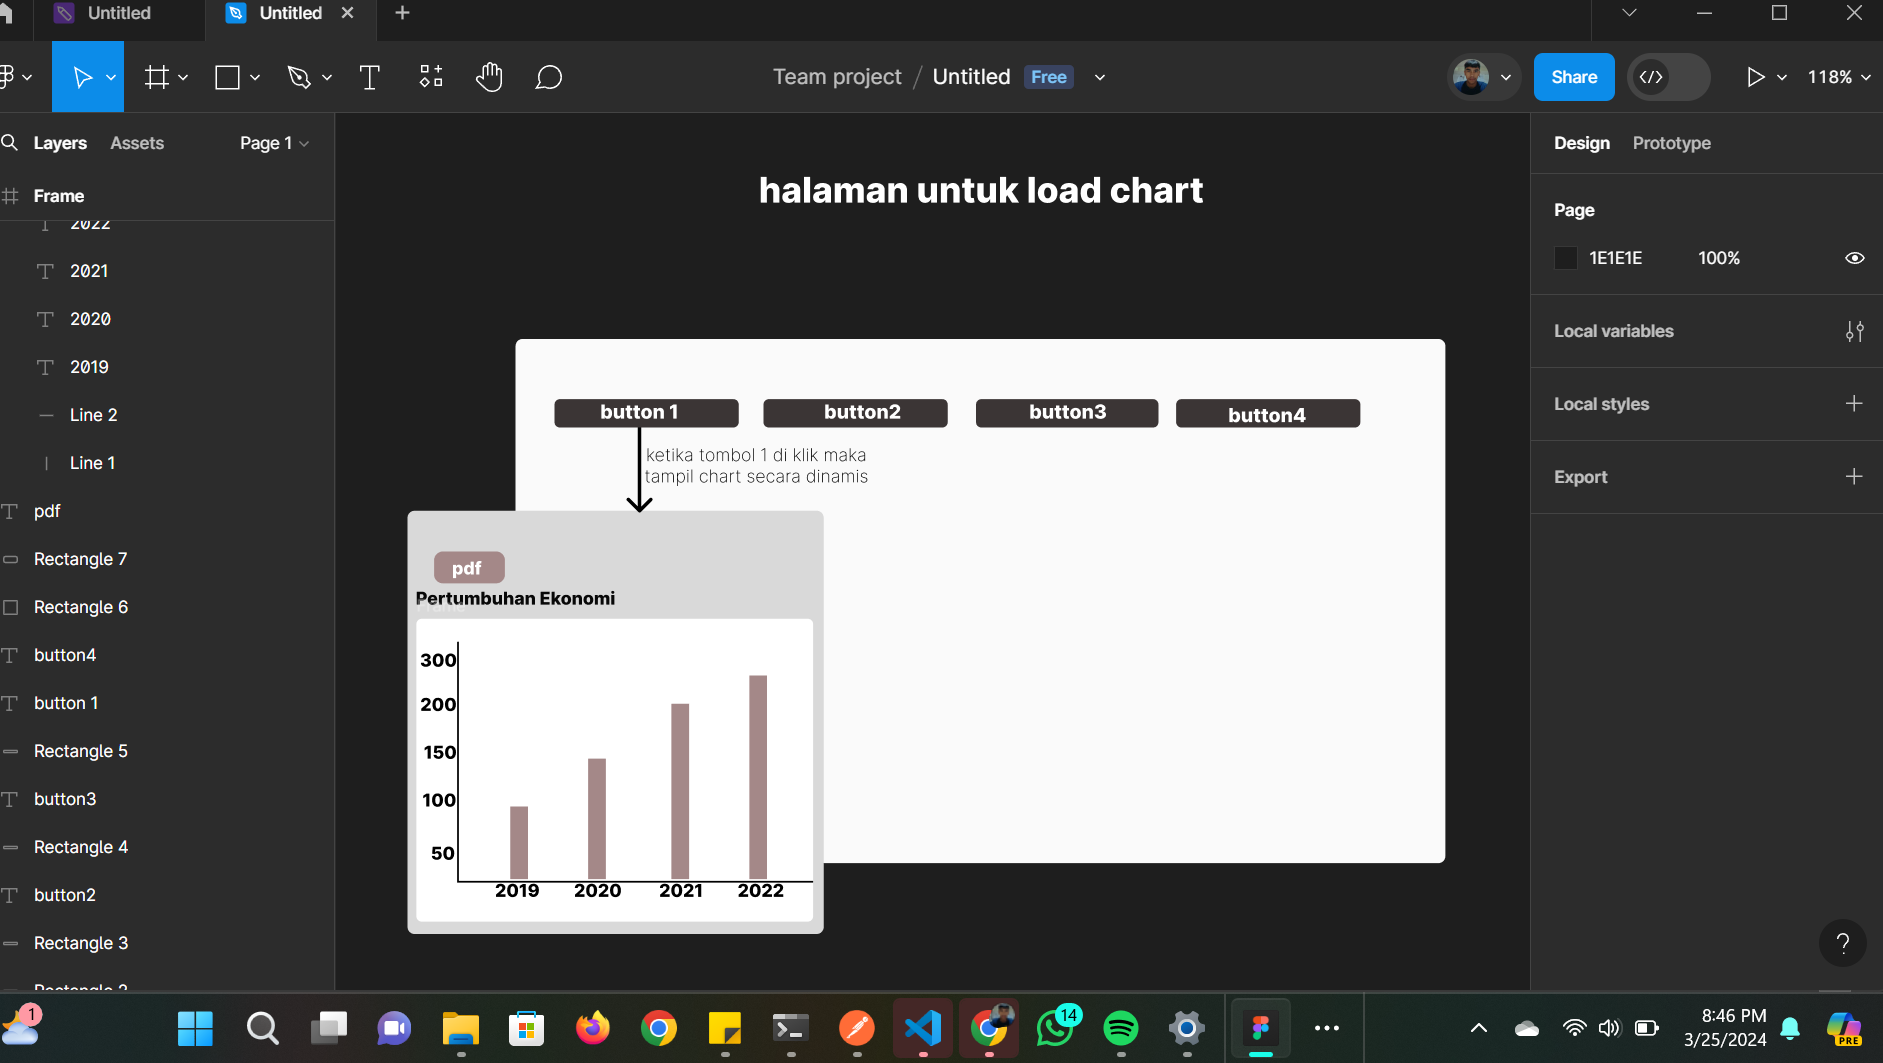 Untitled
Untitled
Team project / Untitled Free
Share
118%
Layers Assets Page 1
Frame
2022
2021
2020
2019
Line 2
Line 1
pdf
Rectangle 7
Rectangle 6
button4
button 1
Rectangle 5
button3
Rectangle 4
button2
Rectangle 3
halaman untuk load chart
button 1
button2
button3
button4
ketika tombol 1 di klik maka
tampil chart secara dinamis
pdf
Pertumbuhan Ekonomi
Frame
300
200
150
100
50
2019 2020 2021 2022
Design Prototype
Page
1E1E1E 100%
Local variables
Local styles
Export
?
1
14
8:46 PM
3/25/2024
PRE